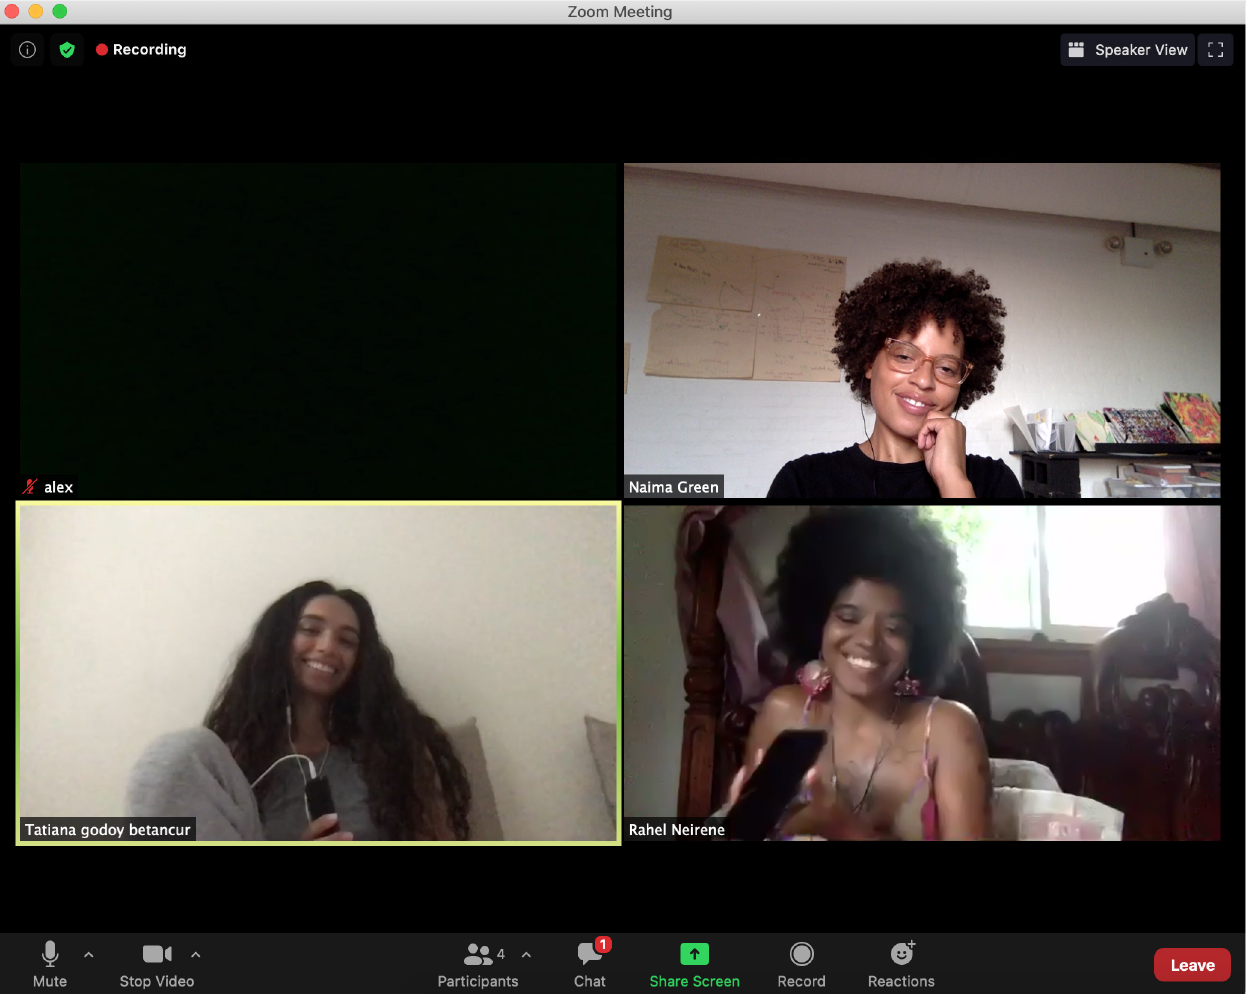 Zoom Meeting
Recording
Speaker View
alex
Naima Green
Tatiana godoy betancur
Rahel Neirene
Mute
Stop Video
Participants
4
Chat
1
Share Screen
Record
Reactions
Leave